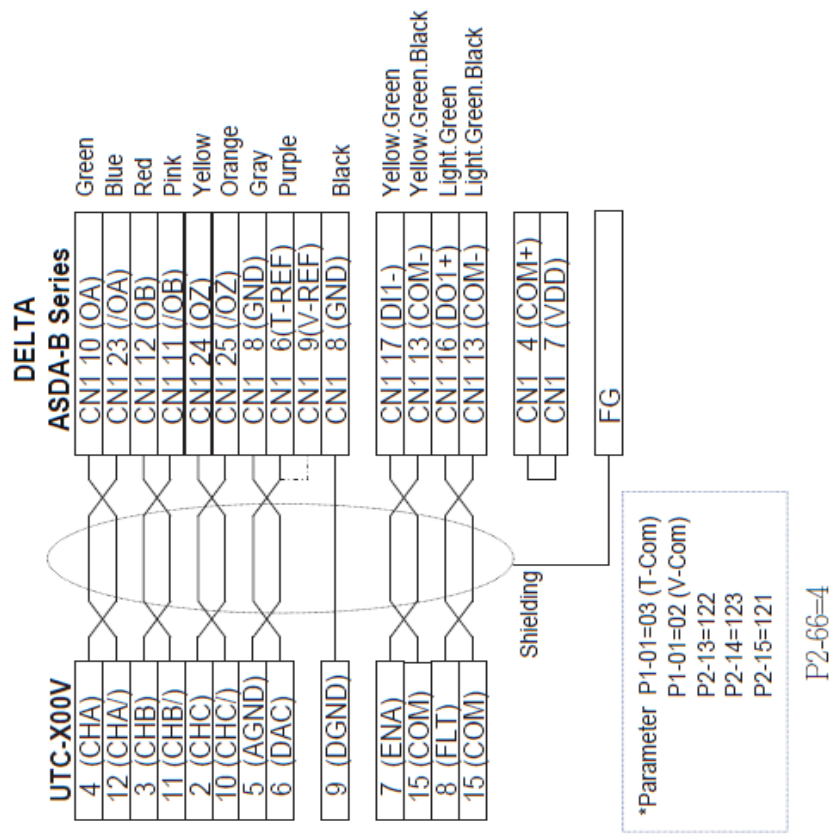 DELTA
ASDA-B Series
UTC-X00V
4 (CHA)
12 (CHA/)
3 (CHB)
11 (CHB/)
2 (CHC)
10 (CHC/)
5 (AGND)
6 (DAC)
9 (DGND)
7 (ENA)
15 (COM)
8 (FLT)
15 (COM)
CN1 10 (OA) Green
CN1 23 (/OA) Blue
CN1 12 (OB) Red
CN1 11 (/OB) Pink
CN1 24 (OZ) Yellow
CN1 25 (/OZ) Orange
CN1 8 (GND) Gray
CN1 6(T-REF) Purple
CN1 9(V-REF)
CN1 8 (GND) Black
CN1 17 (DI1-) Yellow.Green
CN1 13 (COM-) Yellow.Green.Black
CN1 16 (DO1+) Light.Green
CN1 13 (COM-) Light.Green.Black
CN1 4 (COM+)
CN1 7 (VDD)
FG
Shielding
*Parameter P1-01=03 (T-Com)
P1-01=02 (V-Com)
P2-13=122
P2-14=123
P2-15=121
P2-66=4